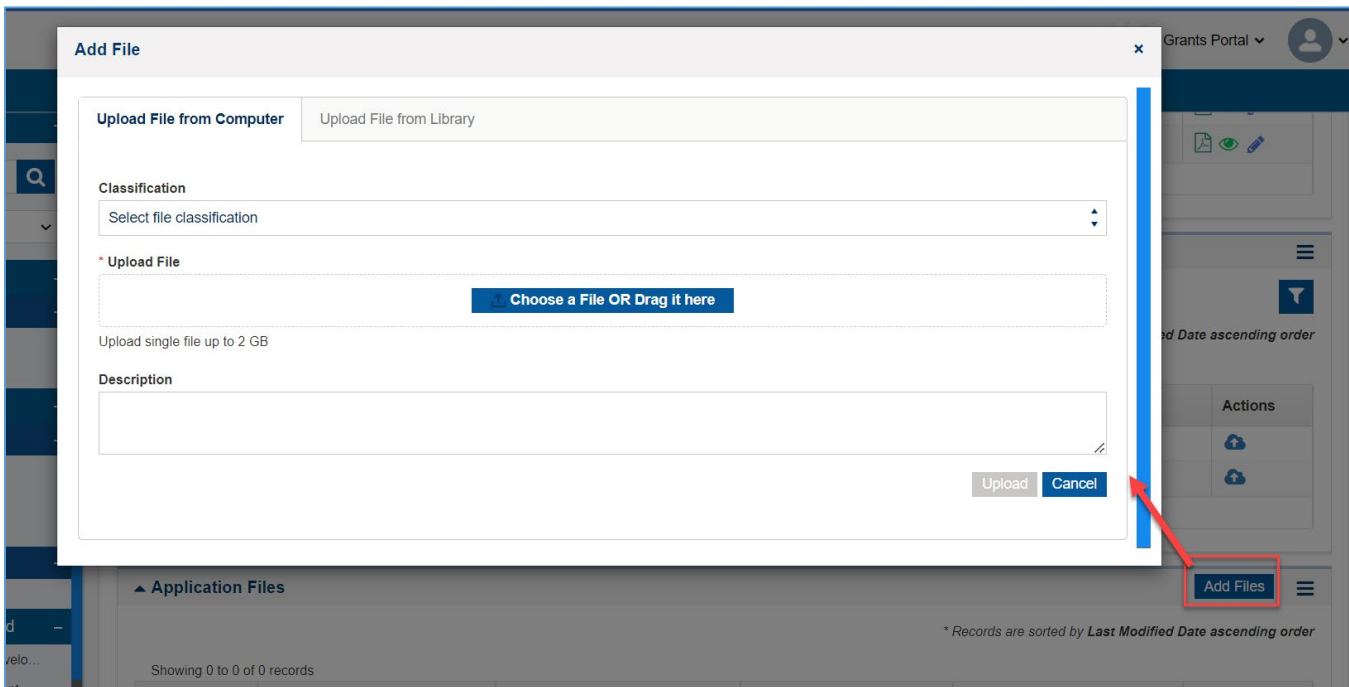 Add File
×
Grants Portal
Upload File from Computer
Upload File from Library
Classification
Select file classification
* Upload File
Choose a File OR Drag it here
Upload single file up to 2 GB
ed Date ascending order
Description
Actions
Upload
Cancel
Application Files
Add Files
* Records are sorted by Last Modified Date ascending order
d
velo...
Showing 0 to 0 of 0 records